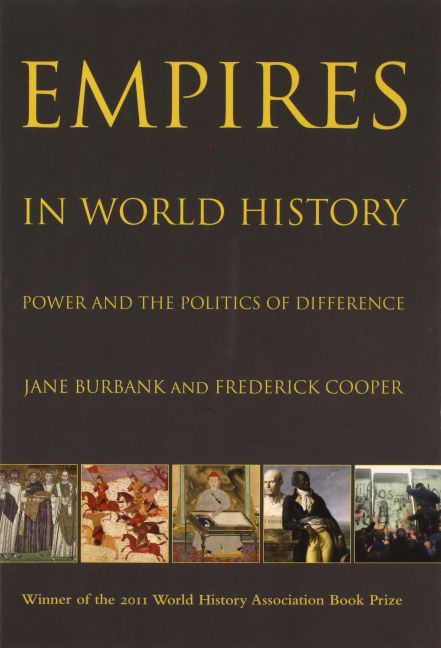 EMPIRES
IN WORLD HISTORY
POWER AND THE POLITICS OF DIFFERENCE
JANE BURBANK AND FREDERICK COOPER
Winner of the 2011 World History Association Book Prize